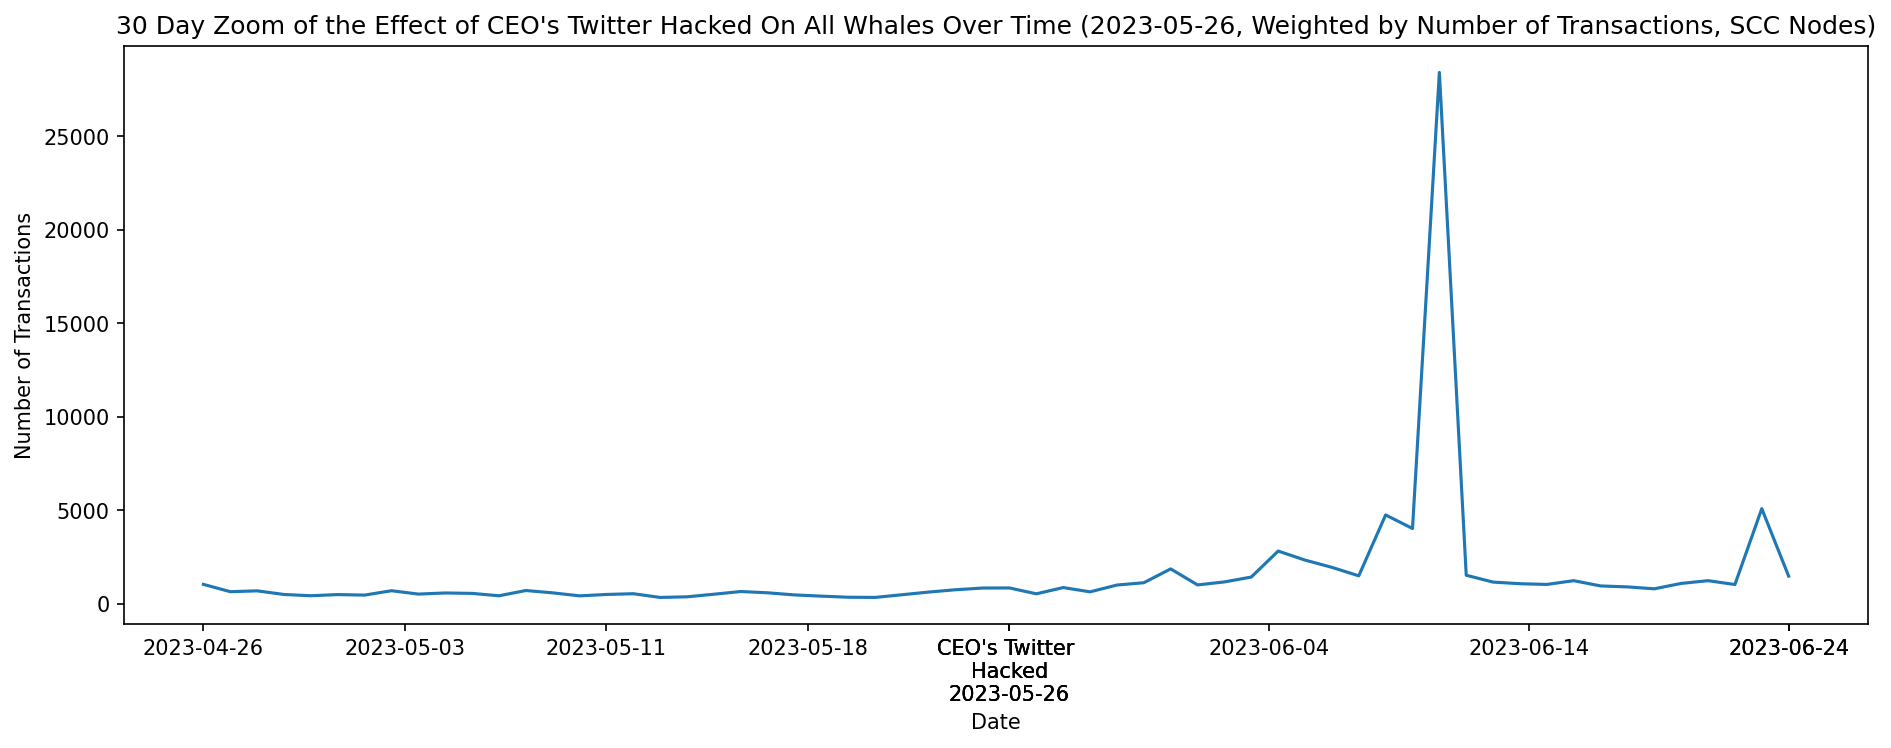 30 Day Zoom of the Effect of CEO's Twitter Hacked On All Whales Over Time (2023-05-26, Weighted by Number of Transactions, SCC Nodes)
Number of Transactions
25000
20000
15000
10000
5000
0
2023-04-26
2023-05-03
2023-05-11
2023-05-18
CEO's Twitter
Hacked
2023-05-26
2023-06-04
2023-06-14
2023-06-24
Date